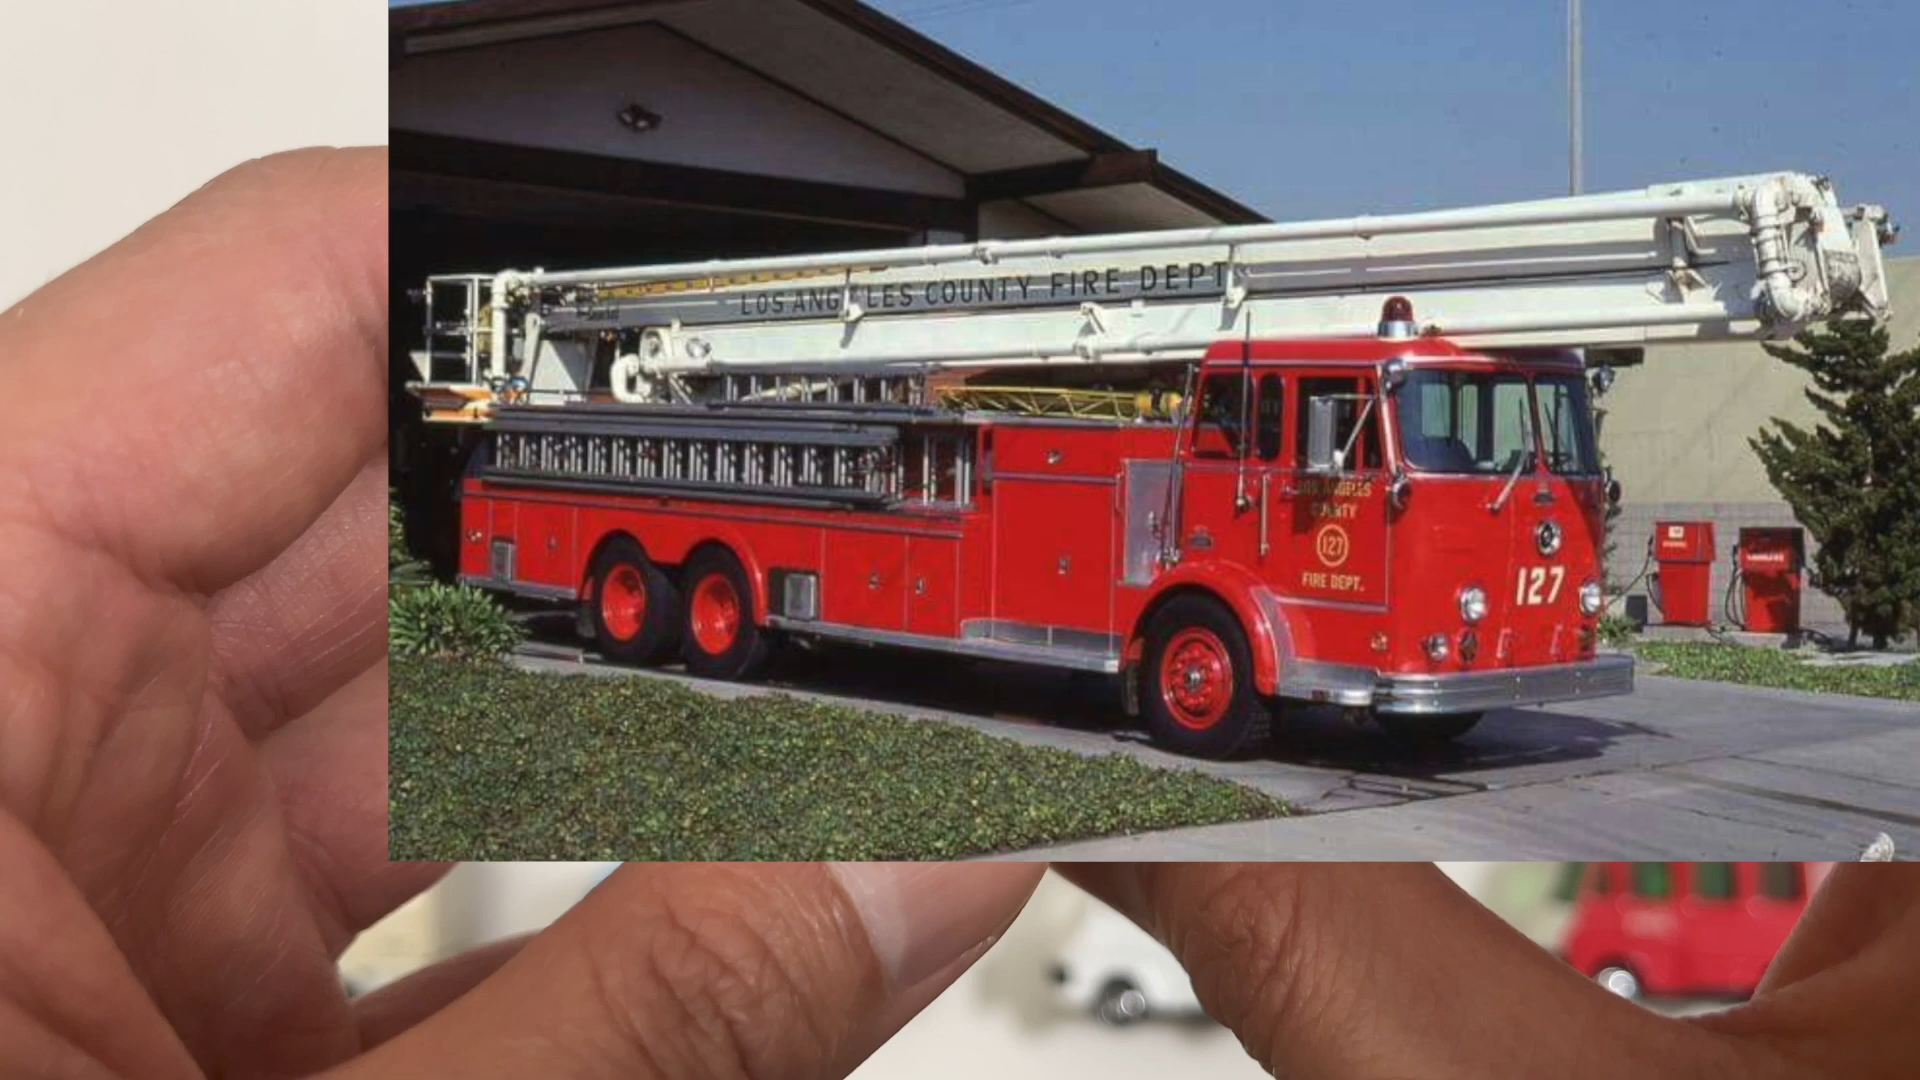 LOS ANGELES COUNTY FIRE DEPT
LOS ANGELES
COUNTY
127
FIRE DEPT.
127